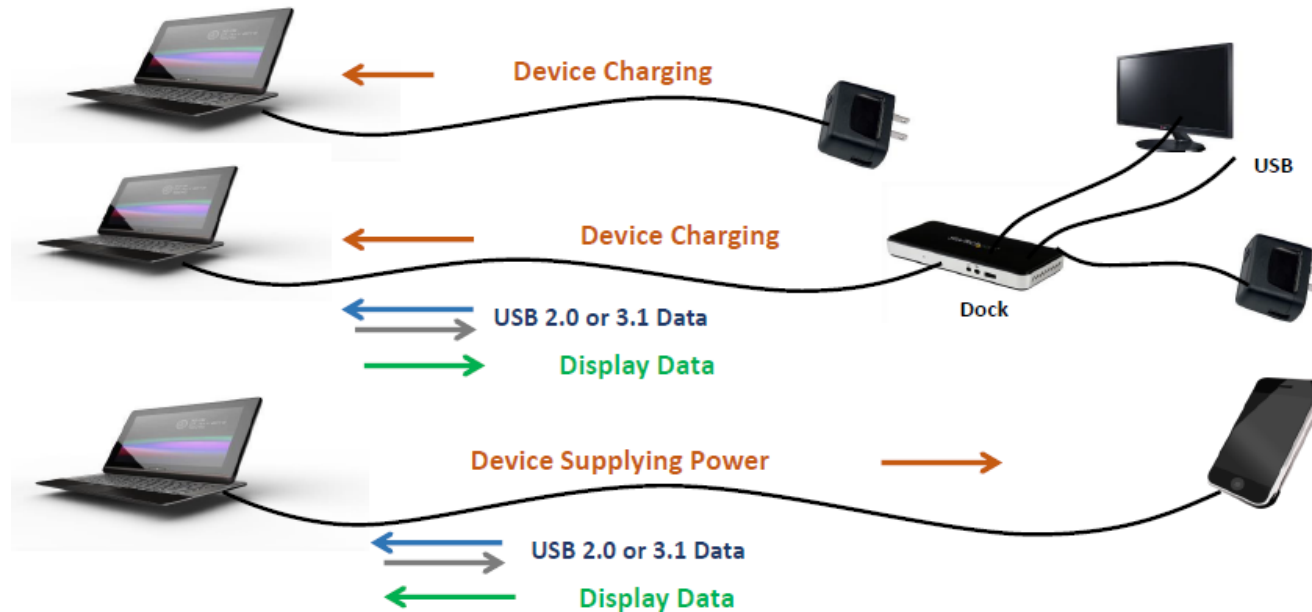 Device Charging
USB
Device Charging
Dock
USB 2.0 or 3.1 Data
Display Data
Device Supplying Power
USB 2.0 or 3.1 Data
Display Data